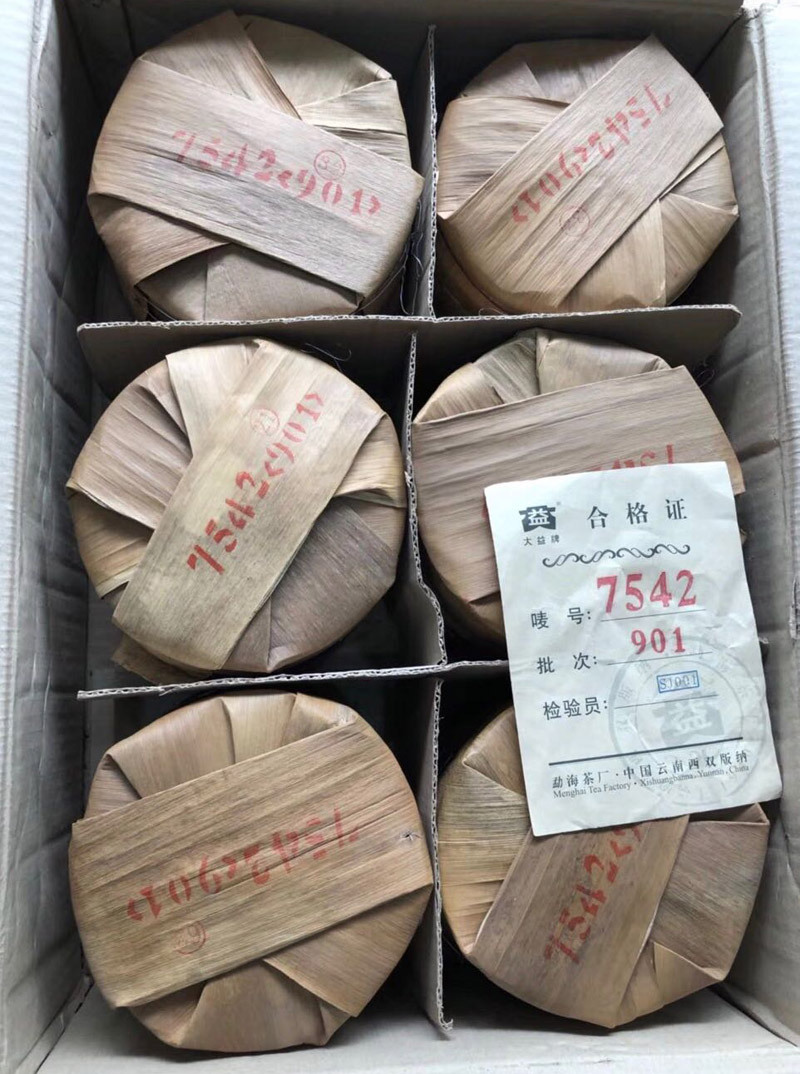 7542<901>
7542<901>
7542<901>
21
7542<901>
7542<
益
大益牌
合格证
唛号:7542
批次:901
检验员:S1001
勐海茶厂·中国云南西双版纳
Menghai Tea Factory·Xishuangbanna, Yunnan, China